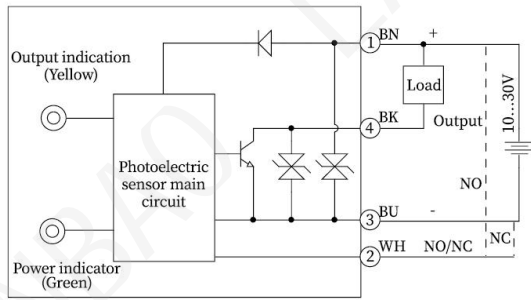 1 BN +
Output indication
(Yellow)
Load
10...30V
4 BK
Output
Photoelectric
sensor main
circuit
NO
3 BU -
NC
2 WH NO/NC
Power indicator
(Green)